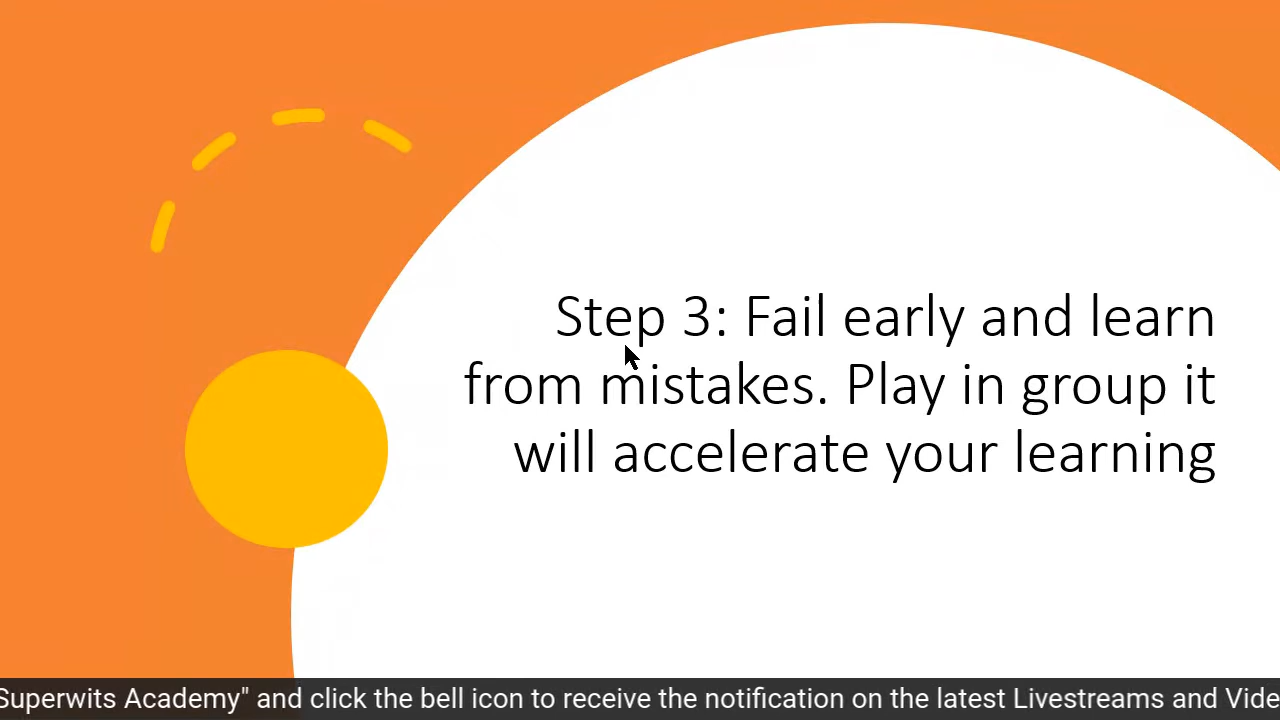 Step 3: Fail early and learn
from mistakes. Play in group it
will accelerate your learning
Superwits Academy" and click the bell icon to receive the notification on the latest Livestreams and Vide